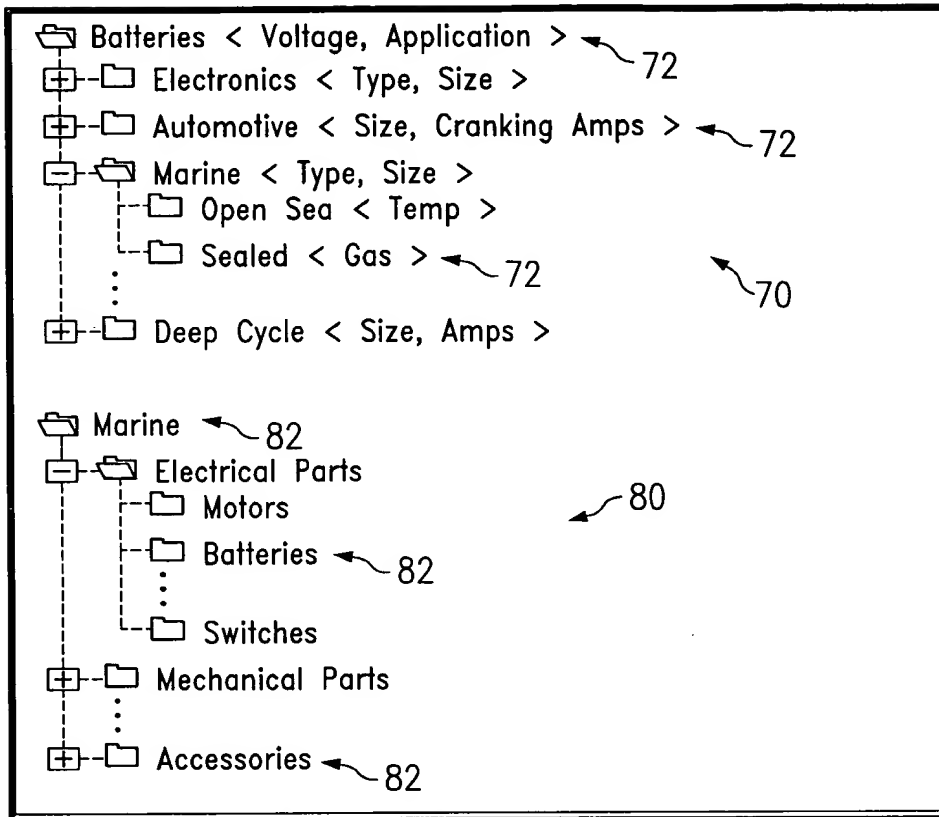 Batteries < Voltage, Application > 72
Electronics < Type, Size >
Automotive < Size, Cranking Amps > 72
Marine < Type, Size >
Open Sea < Temp >
Sealed < Gas > 72
70
Deep Cycle < Size, Amps >
Marine 82
Electrical Parts
Motors
80
Batteries 82
Switches
Mechanical Parts
Accessories 82